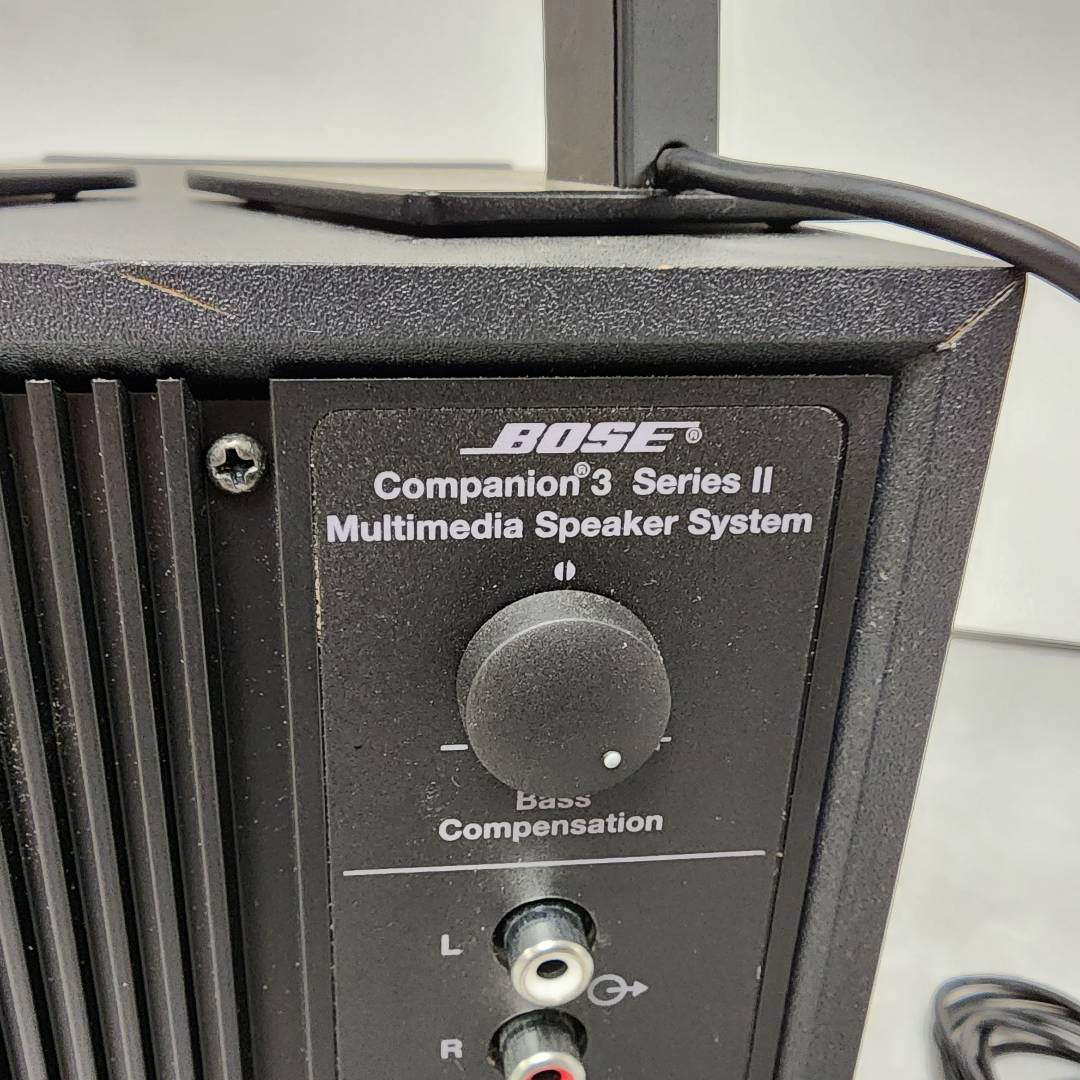 BOSE®
Companion®3 Series II
Multimedia Speaker System
Bass
Compensation
L
R